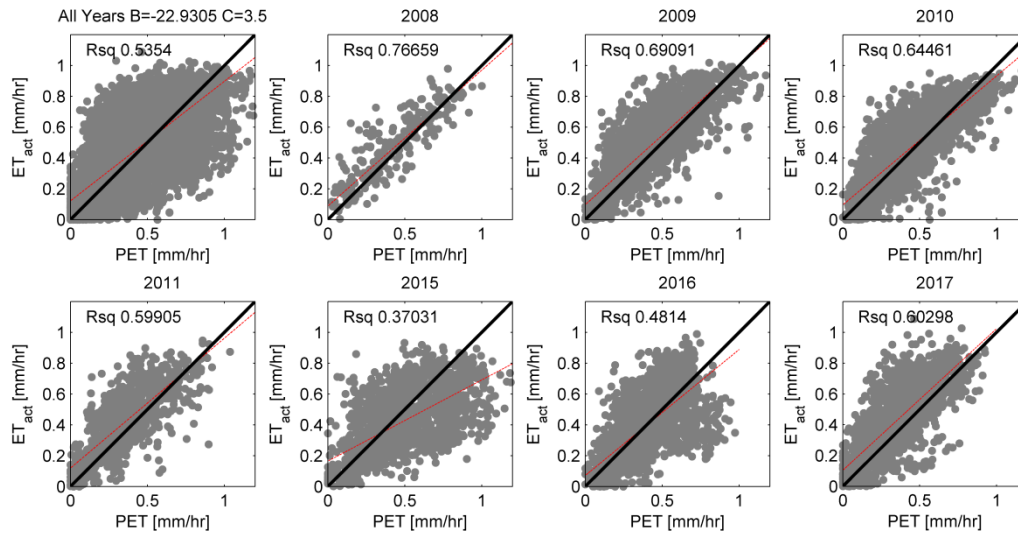 All Years B=-22.9305 C=3.5
Rsq 0.5354
ET_act [mm/hr]
1
0.8
0.6
0.4
0.2
0
0 0.5 1
PET [mm/hr]
2008
Rsq 0.76659
ET_act [mm/hr]
1
0.8
0.6
0.4
0.2
0
0 0.5 1
PET [mm/hr]
2009
Rsq 0.69091
ET_act [mm/hr]
1
0.8
0.6
0.4
0.2
0
0 0.5 1
PET [mm/hr]
2010
Rsq 0.64461
ET_act [mm/hr]
1
0.8
0.6
0.4
0.2
0
0 0.5 1
PET [mm/hr]
2011
Rsq 0.59905
ET_act [mm/hr]
1
0.8
0.6
0.4
0.2
0
0 0.5 1
PET [mm/hr]
2015
Rsq 0.37031
ET_act [mm/hr]
1
0.8
0.6
0.4
0.2
0
0 0.5 1
PET [mm/hr]
2016
Rsq 0.4814
ET_act [mm/hr]
1
0.8
0.6
0.4
0.2
0
0 0.5 1
PET [mm/hr]
2017
Rsq 0.60298
ET_act [mm/hr]
1
0.8
0.6
0.4
0.2
0
0 0.5 1
PET [mm/hr]